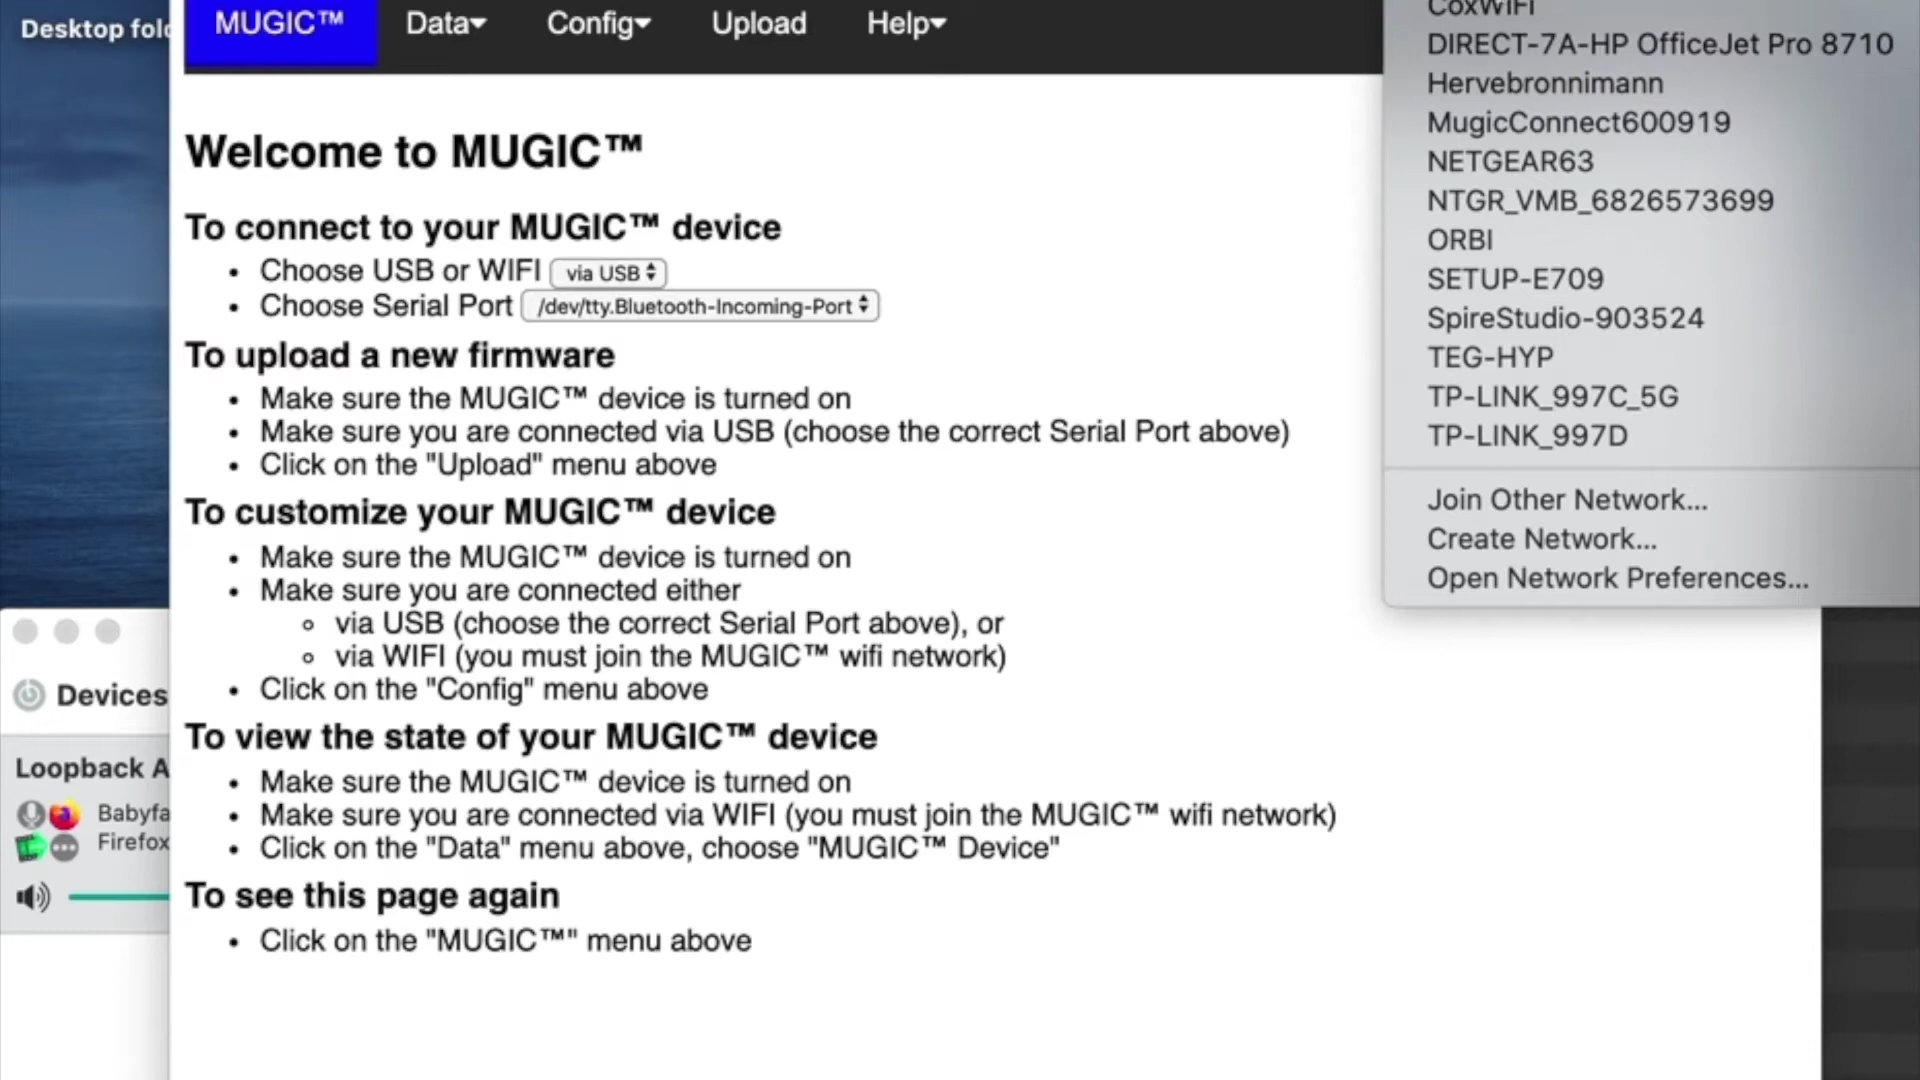 Desktop fol
MUGIC™ Data Config Upload Help
Welcome to MUGIC™
To connect to your MUGIC™ device
• Choose USB or WIFI via USB
• Choose Serial Port /dev/tty.Bluetooth-Incoming-Port
To upload a new firmware
• Make sure the MUGIC™ device is turned on
• Make sure you are connected via USB (choose the correct Serial Port above)
• Click on the "Upload" menu above
To customize your MUGIC™ device
• Make sure the MUGIC™ device is turned on
• Make sure you are connected either
◦ via USB (choose the correct Serial Port above), or
◦ via WIFI (you must join the MUGIC™ wifi network)
• Click on the "Config" menu above
To view the state of your MUGIC™ device
• Make sure the MUGIC™ device is turned on
• Make sure you are connected via WIFI (you must join the MUGIC™ wifi network)
• Click on the "Data" menu above, choose "MUGIC™ Device"
To see this page again
• Click on the "MUGIC™" menu above
CoxWiFi
DIRECT-7A-HP OfficeJet Pro 8710
Hervebronnimann
MugicConnect600919
NETGEAR63
NTGR_VMB_6826573699
ORBI
SETUP-E709
SpireStudio-903524
TEG-HYP
TP-LINK_997C_5G
TP-LINK_997D
Join Other Network...
Create Network...
Open Network Preferences...
Devices
Loopback A
Babyfa
Firefox